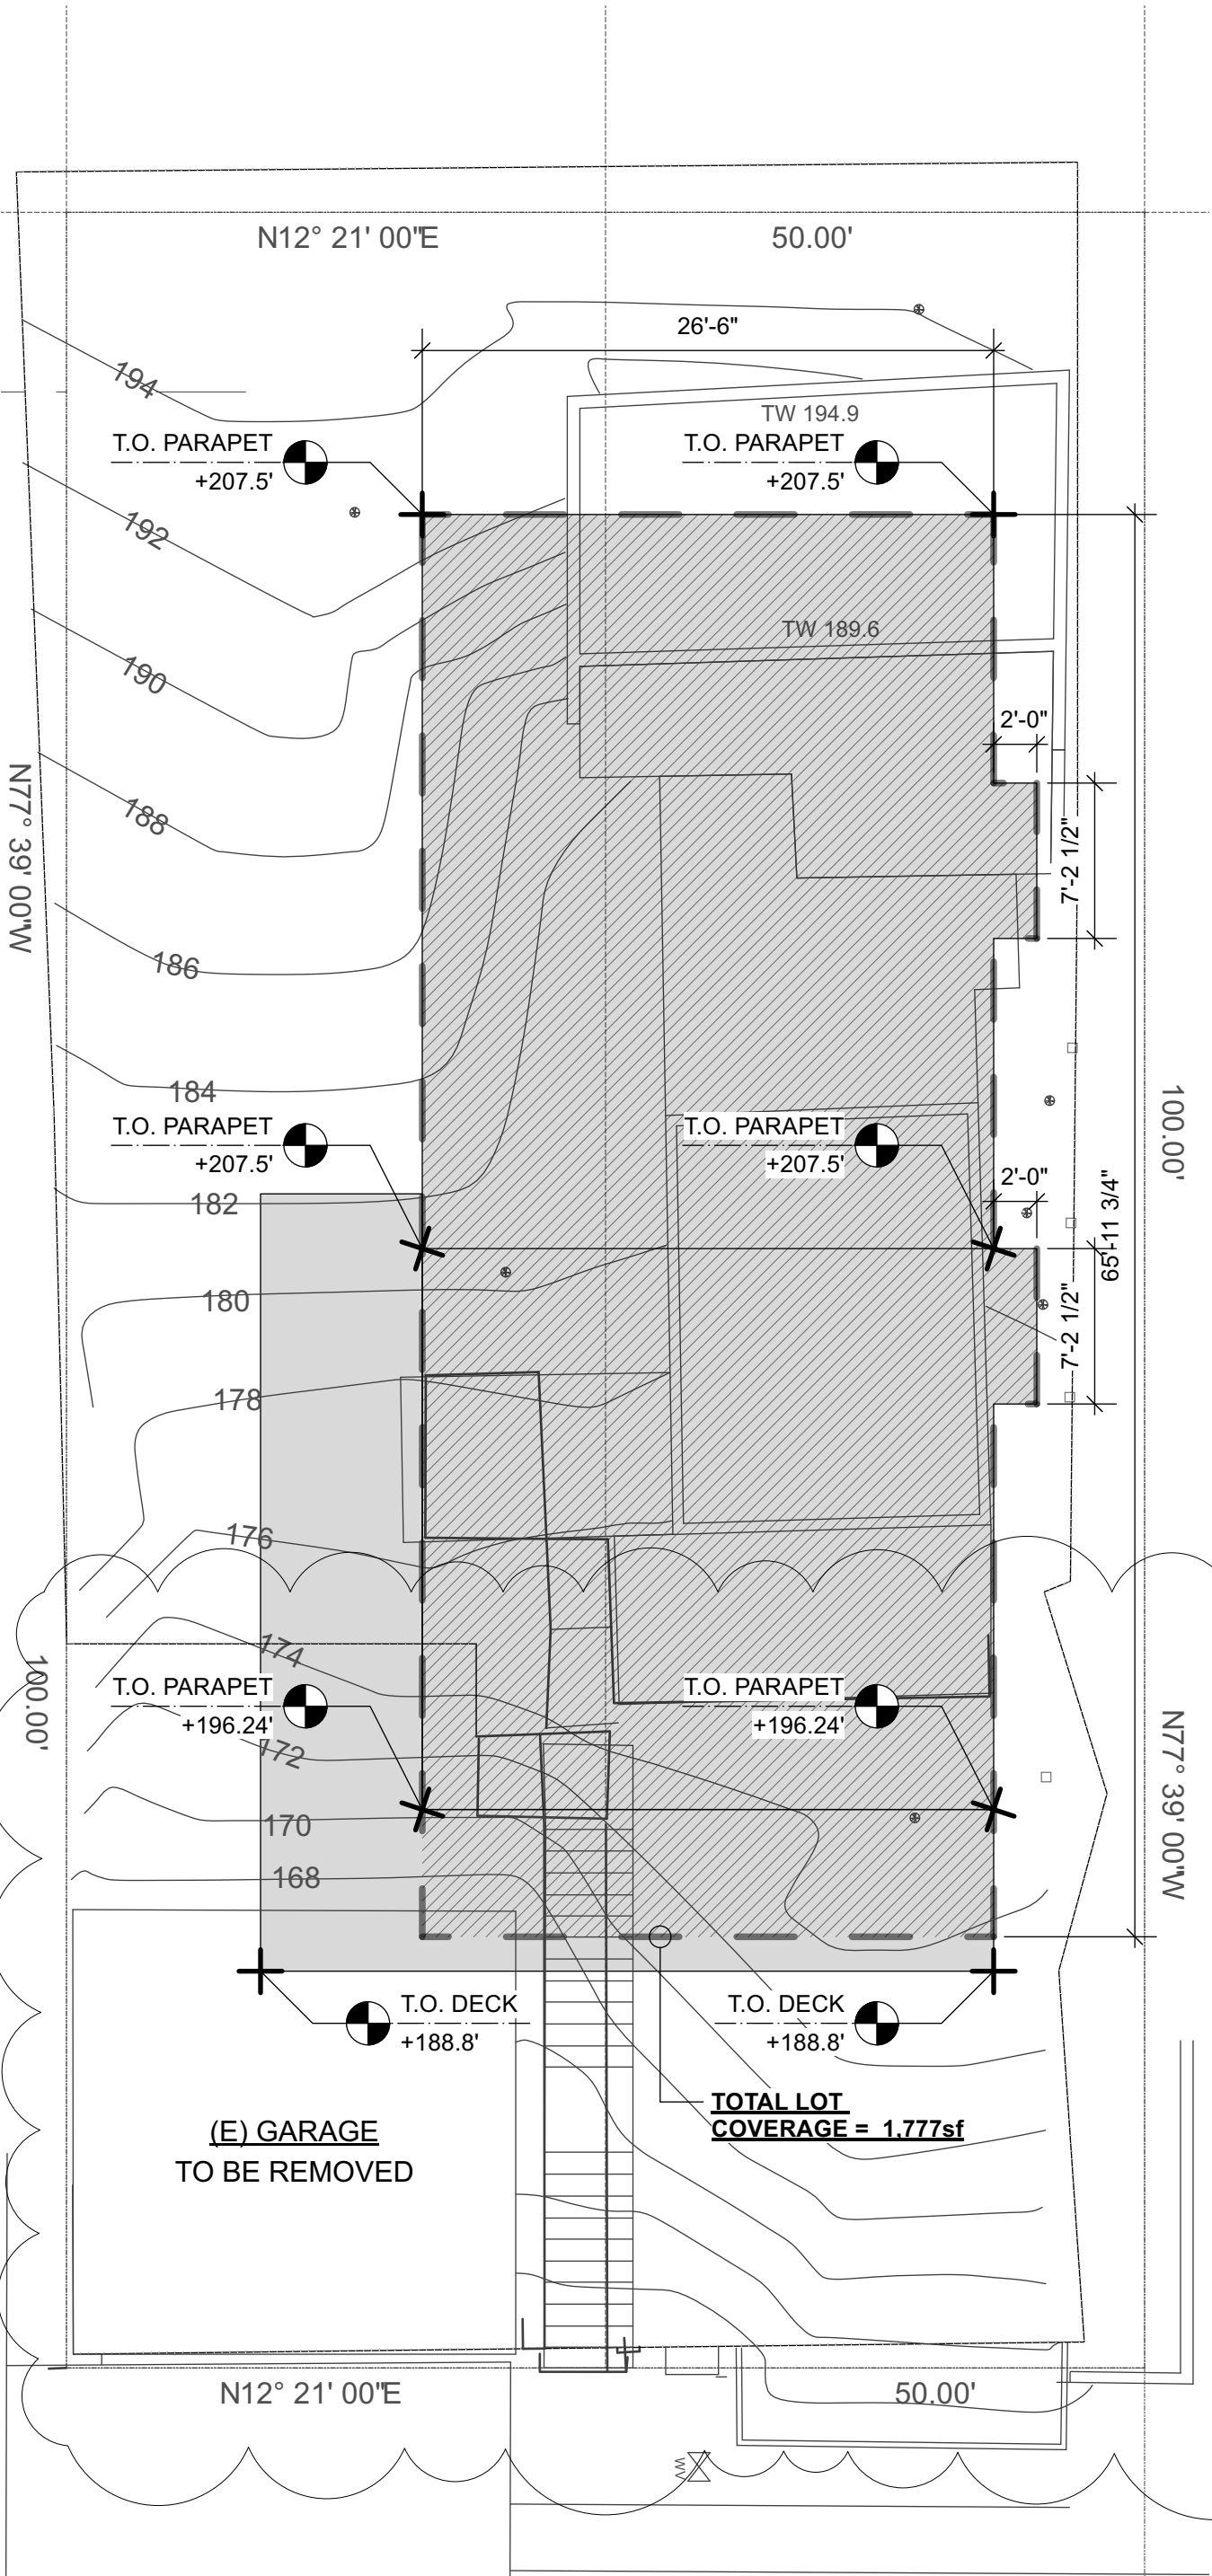 N12° 21' 00"E
50.00'
26'-6"
194
TW 194.9
T.O. PARAPET
+207.5'
T.O. PARAPET
+207.5'
192
TW 189.6
190
2'-0"
N77° 39' 00"W
188
7'-2 1/2"
186
184
100.00'
T.O. PARAPET
+207.5'
T.O. PARAPET
+207.5'
2'-0"
65'-11 3/4"
182
180
7'-2 1/2"
178
176
174
100.00'
T.O. PARAPET
+196.24'
T.O. PARAPET
+196.24'
172
N77° 39' 00"W
170
168
T.O. DECK
+188.8'
T.O. DECK
+188.8'
TOTAL LOT
COVERAGE = 1,777sf
(E) GARAGE
TO BE REMOVED
N12° 21' 00"E
50.00'